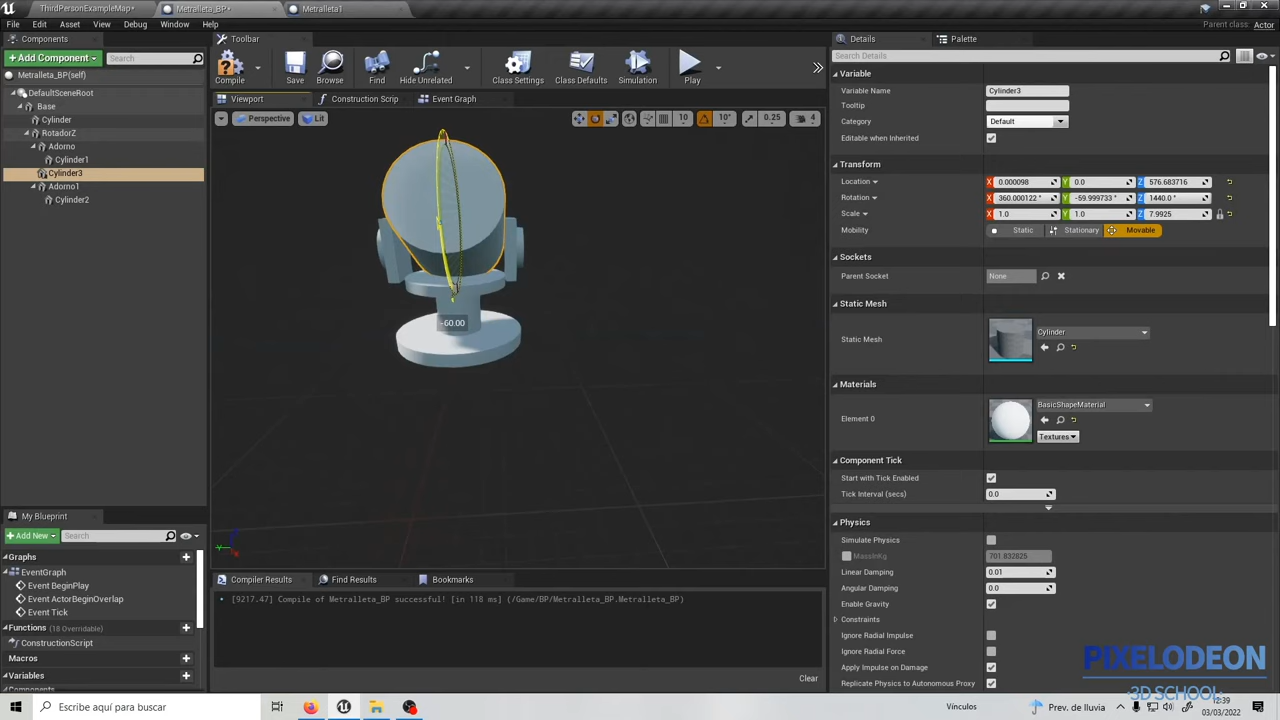 ThirdPersonExampleMap*
Metralleta_BP*
Metralleta1
File Edit Asset View Debug Window Help
Parent class: Actor
Components
Toolbar
Details
Palette
Add Component
Search
Compile
Save
Browse
Find
Hide Unrelated
Class Settings
Class Defaults
Simulation
Play
Search Details
Metralleta_BP(self)
DefaultSceneRoot
Base
Cylinder
RotadorZ
Adorno
Cylinder1
Cylinder3
Adorno1
Cylinder2
Viewport
Construction Scrip
Event Graph
Perspective
Lit
10
10°
0.25
4
-60.00
Variable
Variable Name Cylinder3
Tooltip
Category Default
Editable when Inherited
Transform
Location X 0.000098 Y 0.0 Z 576.683716
Rotation X 360.000122 ° Y -59.999733 ° Z 1440.0 °
Scale X 1.0 Y 1.0 Z 7.9925
Mobility Static Stationary Movable
Sockets
Parent Socket None
Static Mesh
Static Mesh Cylinder
Materials
Element 0 BasicShapeMaterial
Textures
Component Tick
Start with Tick Enabled
Tick Interval (secs) 0.0
Physics
Simulate Physics
MassInKg 701.832825
Linear Damping 0.01
Angular Damping 0.0
Enable Gravity
Constraints
Ignore Radial Impulse
Ignore Radial Force
Apply Impulse on Damage
Replicate Physics to Autonomous Proxy
My Blueprint
Add New
Search
Graphs
EventGraph
Event BeginPlay
Event ActorBeginOverlap
Event Tick
Functions (18 Overridable)
ConstructionScript
Macros
Variables
Components
Compiler Results
Find Results
Bookmarks
[9217.47] Compile of Metralleta_BP successful! [in 118 ms] (/Game/BP/Metralleta_BP.Metralleta_BP)
Clear
PIXELODEON
3D SCHOOL
Escribe aquí para buscar
Vínculos
Prev. de lluvia
12:39
03/03/2022